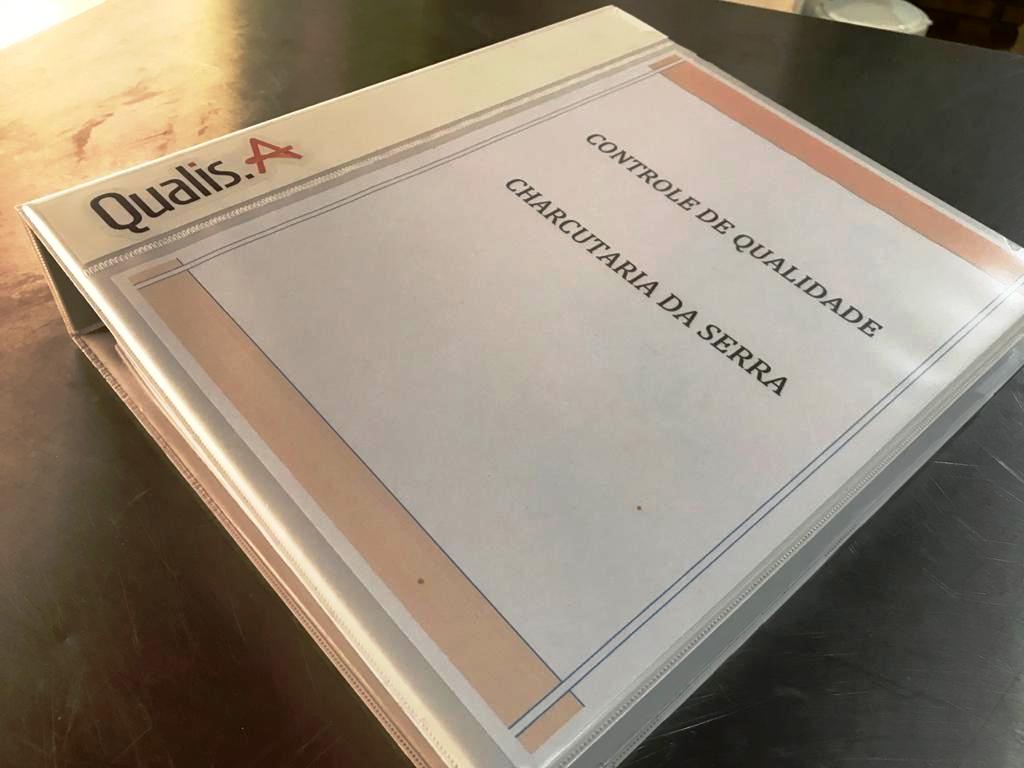 Qualis.A
CONTROLE DE QUALIDADE
CHARCUTARIA DA SERRA